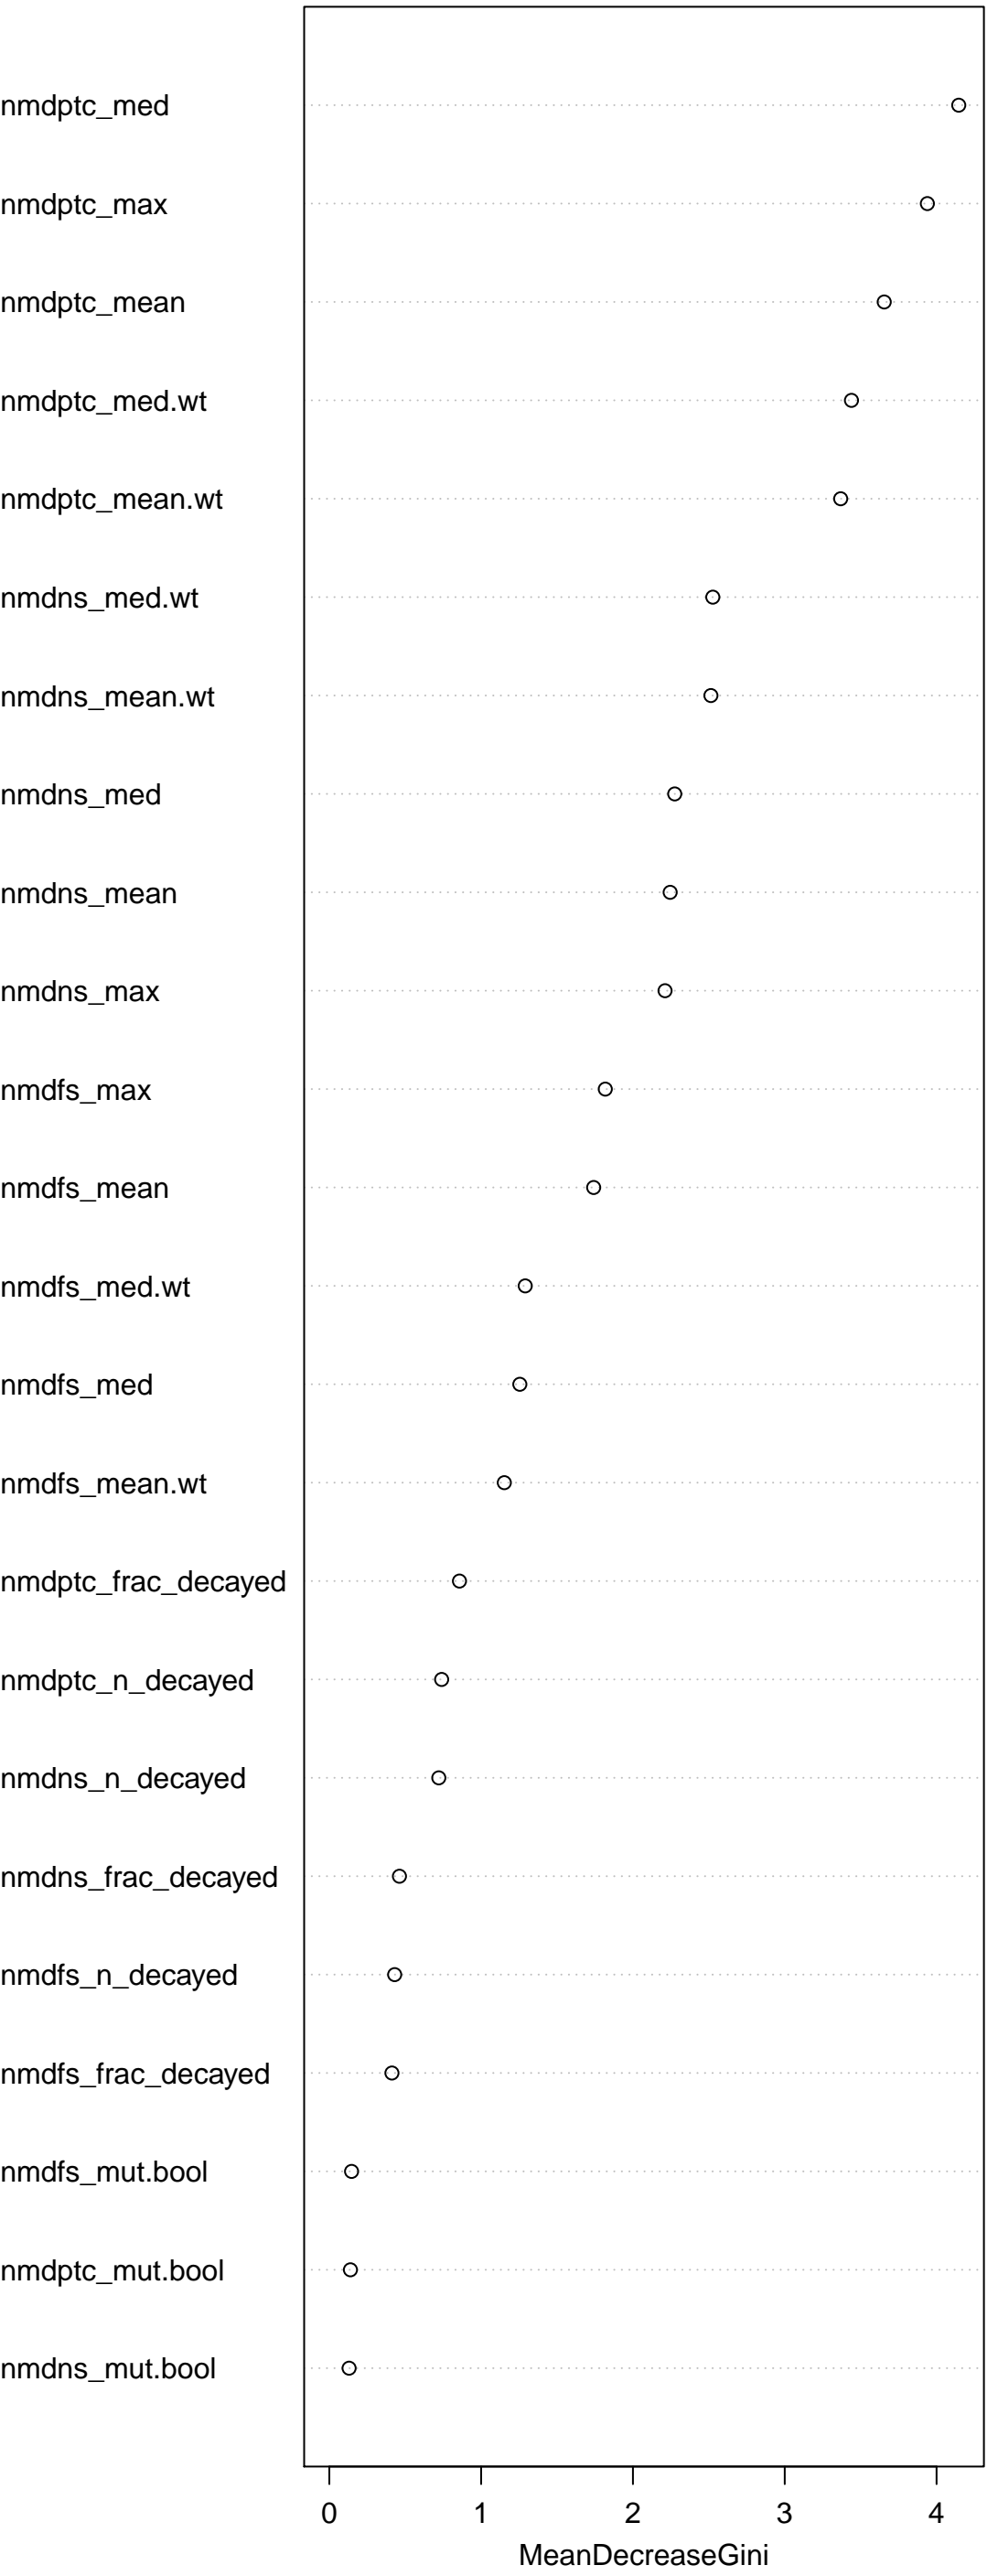 nmdptc_med
nmdptc_max
nmdptc_mean
nmdptc_med.wt
nmdptc_mean.wt
nmdns_med.wt
nmdns_mean.wt
nmdns_med
nmdns_mean
nmdns_max
nmdfs_max
nmdfs_mean
nmdfs_med.wt
nmdfs_med
nmdfs_mean.wt
nmdptc_frac_decayed
nmdptc_n_decayed
nmdns_n_decayed
nmdns_frac_decayed
nmdfs_n_decayed
nmdfs_frac_decayed
nmdfs_mut.bool
nmdptc_mut.bool
nmdns_mut.bool
0 1 2 3 4
MeanDecreaseGini